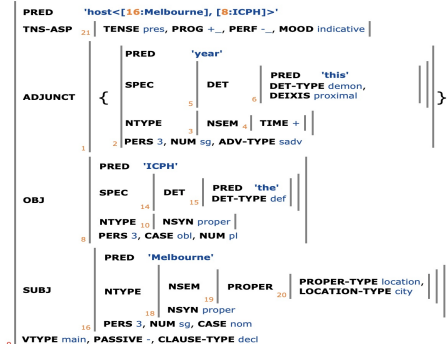 PRED 'host<[16:Melbourne], [8:ICPH]>'
TNS-ASP 21 TENSE pres, PROG +_, PERF -_, MOOD indicative
PRED 'year'
PRED 'this'
SPEC 5 DET 6 DET-TYPE demon,
DEIXIS proximal
ADJUNCT { }
NTYPE 3 NSEM 4 TIME +
1 2 PERS 3, NUM sg, ADV-TYPE sadv
PRED 'ICPH'
SPEC 14 DET 15 PRED 'the'
DET-TYPE def
OBJ
NTYPE 10 NSYN proper
8 PERS 3, CASE obl, NUM pl
PRED 'Melbourne'
NSEM 19 PROPER 20 PROPER-TYPE location,
LOCATION-TYPE city
SUBJ NTYPE
18 NSYN proper
16 PERS 3, NUM sg, CASE nom
VTYPE main, PASSIVE -, CLAUSE-TYPE decl